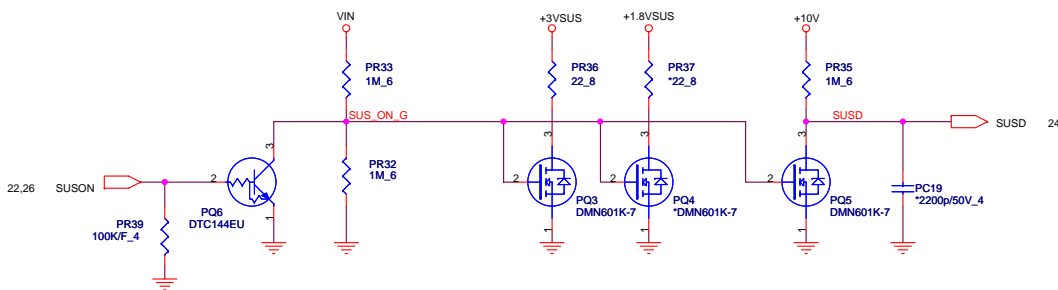 VIN
+3VSUS
+1.8VSUS
+10V
PR33
1M_6
PR36
22_8
PR37
*22_8
PR35
1M_6
SUS_ON_G
SUSD
SUSD 24
3
3
3
3
PR32
1M_6
2
2
2
2
22,26 SUSON
PQ6
DTC144EU
PQ3
DMN601K-7
PQ4
*DMN601K-7
PQ5
DMN601K-7
PC19
*2200p/50V_4
1
1
1
1
PR39
100K/F_4